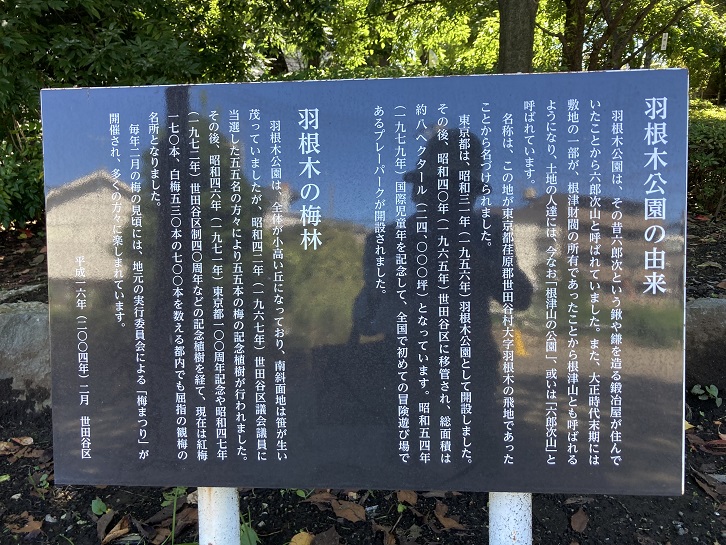 羽根木公園の由来
羽根木公園は、その昔六郎次という鍬や鎌を造る鍛冶屋が住んで
いたことから六郎次山と呼ばれていました。また、大正時代末期には
敷地の一部が、根津財閥の所有であったことから根津山とも呼ばれる
ようになり、土地の人達には、今なお「根津山の公園」、或いは「六郎次山」と
呼ばれています。
名称は、この地が東京都荏原郡世田谷村大字羽根木の飛地であった
ことから名づけられました。
東京都は、昭和三一年（一九五六年）羽根木公園として開設しました。
その後、昭和四〇年（一九六五年）世田谷区に移管され、総面積は
約八ヘクタール（二四、〇〇〇坪）となっています。昭和五四年
（一九七九年）国際児童年を記念して、全国で初めての冒険遊び場で
あるプレーパークが開設されました。
羽根木の梅林
羽根木公園は、全体が小高い丘になっており、南斜面地は笹が生い
茂っていましたが、昭和四二年（一九六七年）世田谷区議会議員に
当選した五五名の方々により五五本の梅の記念植樹が行われました。
その後、昭和四六年（一九七一年）東京都一〇〇周年記念や昭和四七年
（一九七二年）世田谷区制四〇周年などの記念植樹を経て、現在は紅梅
一七〇本、白梅五三〇本の七〇〇本を数える都内でも屈指の観梅の
名所となりました。
毎年二月の梅の見頃には、地元の実行委員会による「梅まつり」が
開催され、多くの方々に楽しまれています。
平成一六年（二〇〇四年）二月　世田谷区